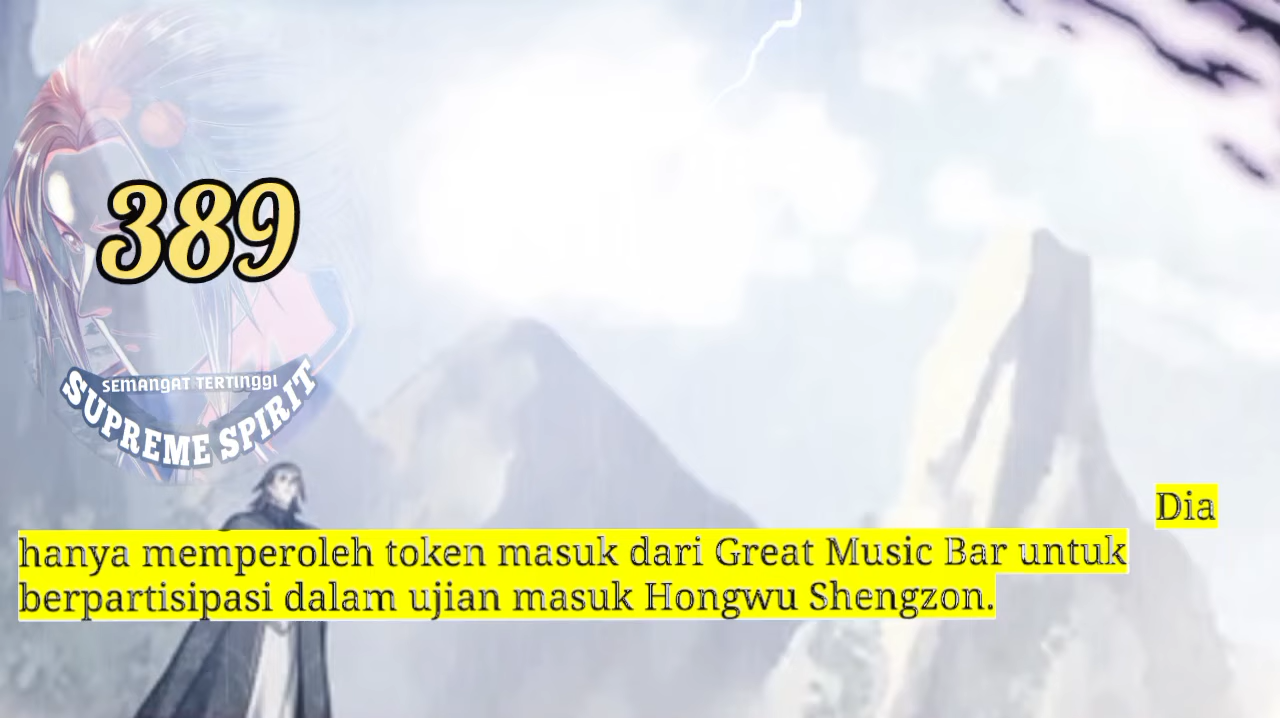 389
SEMANGAT TERTINGGI
SUPREME SPIRIT
Dia
hanya memperoleh token masuk dari Great Music Bar untuk
berpartisipasi dalam ujian masuk Hongwu Shengzon.